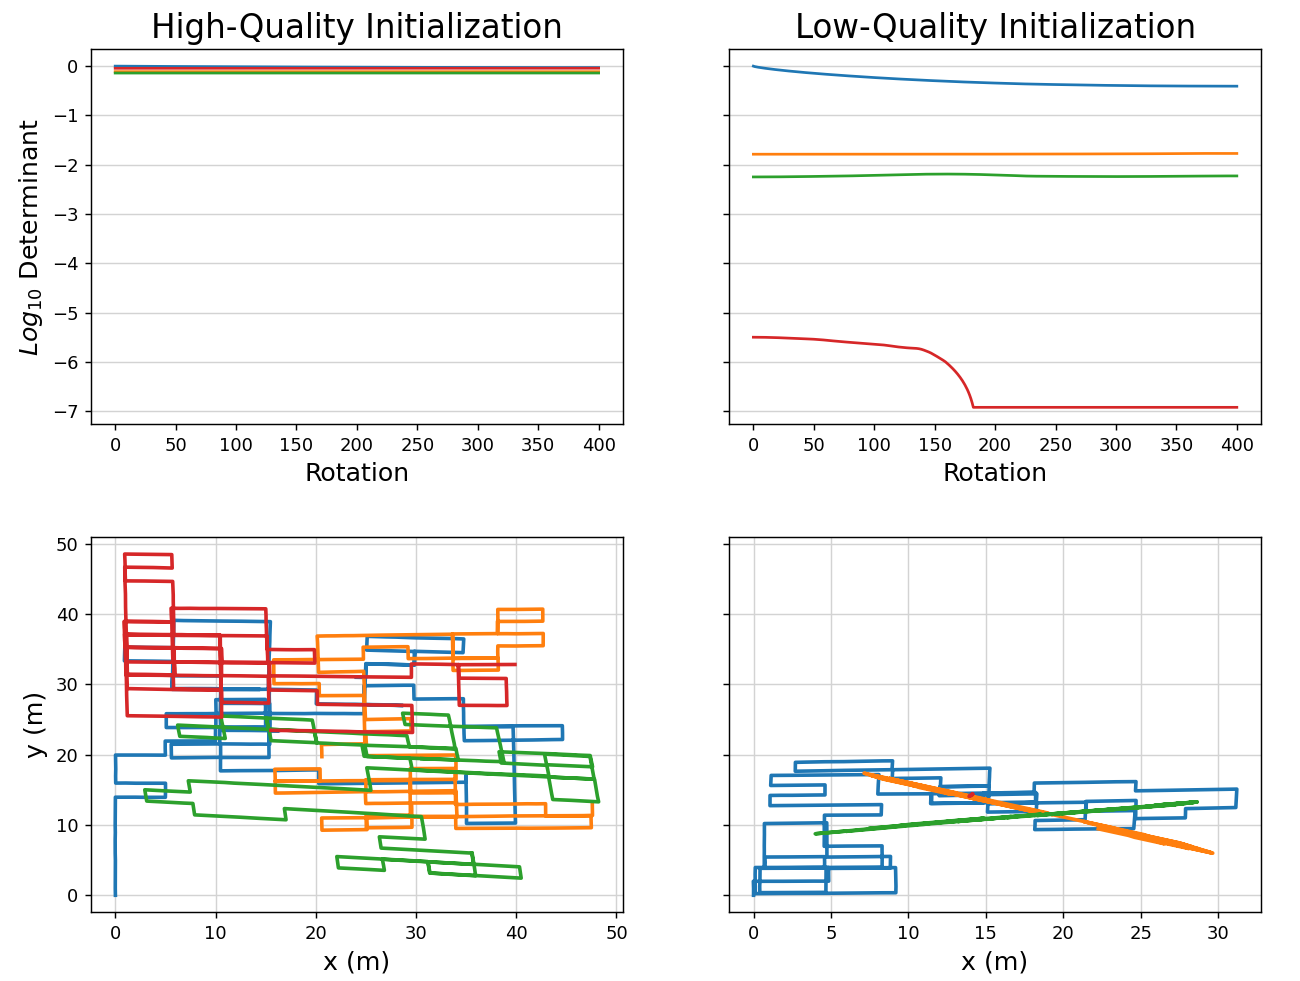 High-Quality Initialization
Low-Quality Initialization
Log10 Determinant
0
−1
−2
−3
−4
−5
−6
−7
0 50 100 150 200 250 300 350 400
Rotation
0 50 100 150 200 250 300 350 400
Rotation
y (m)
50
40
30
20
10
0
0 10 20 30 40 50
x (m)
0 5 10 15 20 25 30
x (m)